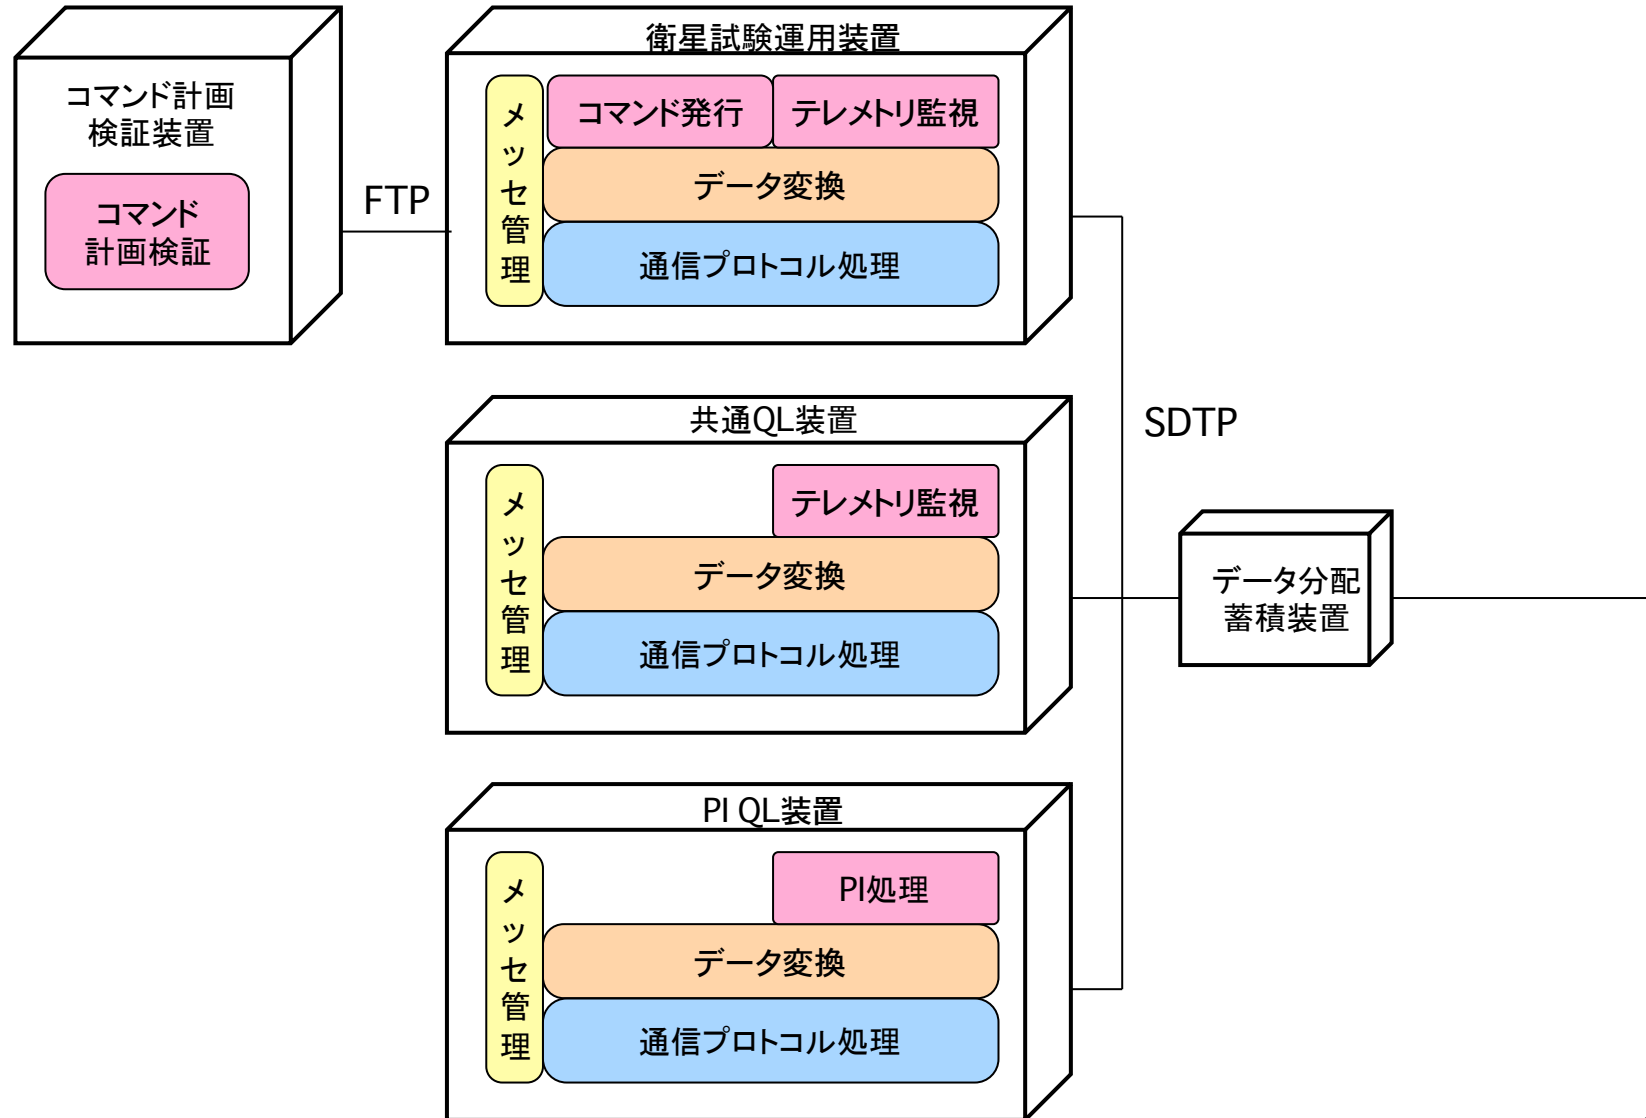 コマンド計画
検証装置
コマンド
計画検証
FTP
衛星試験運用装置
メッセ管理
コマンド発行
テレメトリ監視
データ変換
通信プロトコル処理
共通QL装置
メッセ管理
テレメトリ監視
データ変換
通信プロトコル処理
SDTP
データ分配
蓄積装置
PI QL装置
メッセ管理
PI処理
データ変換
通信プロトコル処理